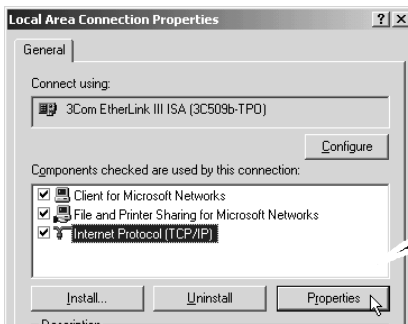 Local Area Connection Properties
General
Connect using:
3Com EtherLink III ISA (3C509b-TPO)
Configure
Components checked are used by this connection:
Client for Microsoft Networks
File and Printer Sharing for Microsoft Networks
Internet Protocol (TCP/IP)
Install...
Uninstall
Properties
Description